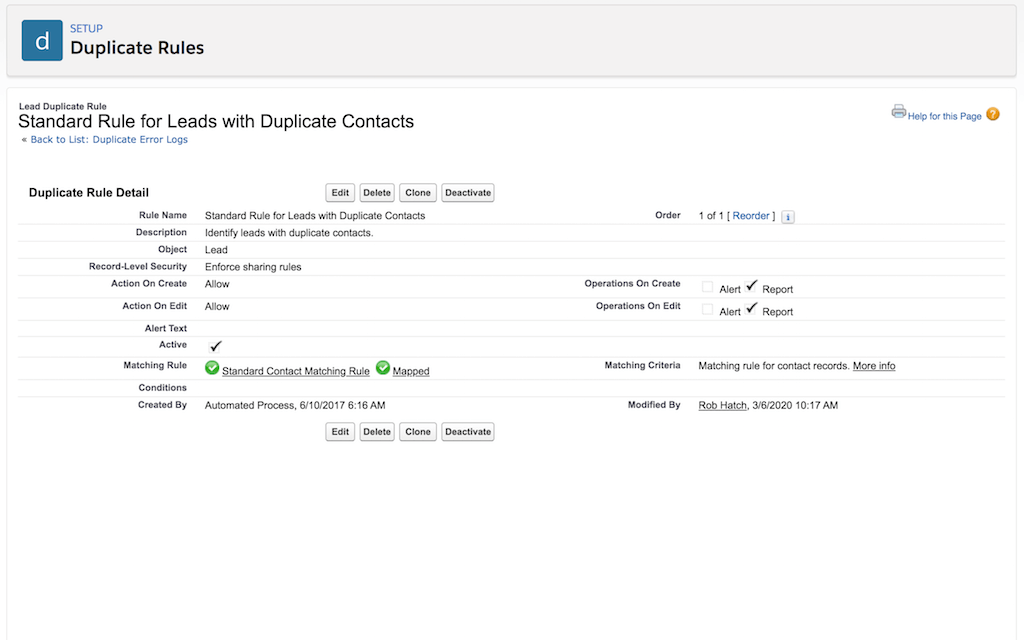 d
SETUP
Duplicate Rules
Lead Duplicate Rule
Standard Rule for Leads with Duplicate Contacts
« Back to List: Duplicate Error Logs
Help for this Page ?
Duplicate Rule Detail Edit Delete Clone Deactivate
Rule Name Standard Rule for Leads with Duplicate Contacts Order 1 of 1 [ Reorder ] i
Description Identify leads with duplicate contacts.
Object Lead
Record-Level Security Enforce sharing rules
Action On Create Allow Operations On Create Alert ✓ Report
Action On Edit Allow Operations On Edit Alert ✓ Report
Alert Text
Active ✓
Matching Rule Standard Contact Matching Rule Mapped Matching Criteria Matching rule for contact records. More info
Conditions
Created By Automated Process, 6/10/2017 6:16 AM Modified By Rob Hatch, 3/6/2020 10:17 AM
Edit Delete Clone Deactivate